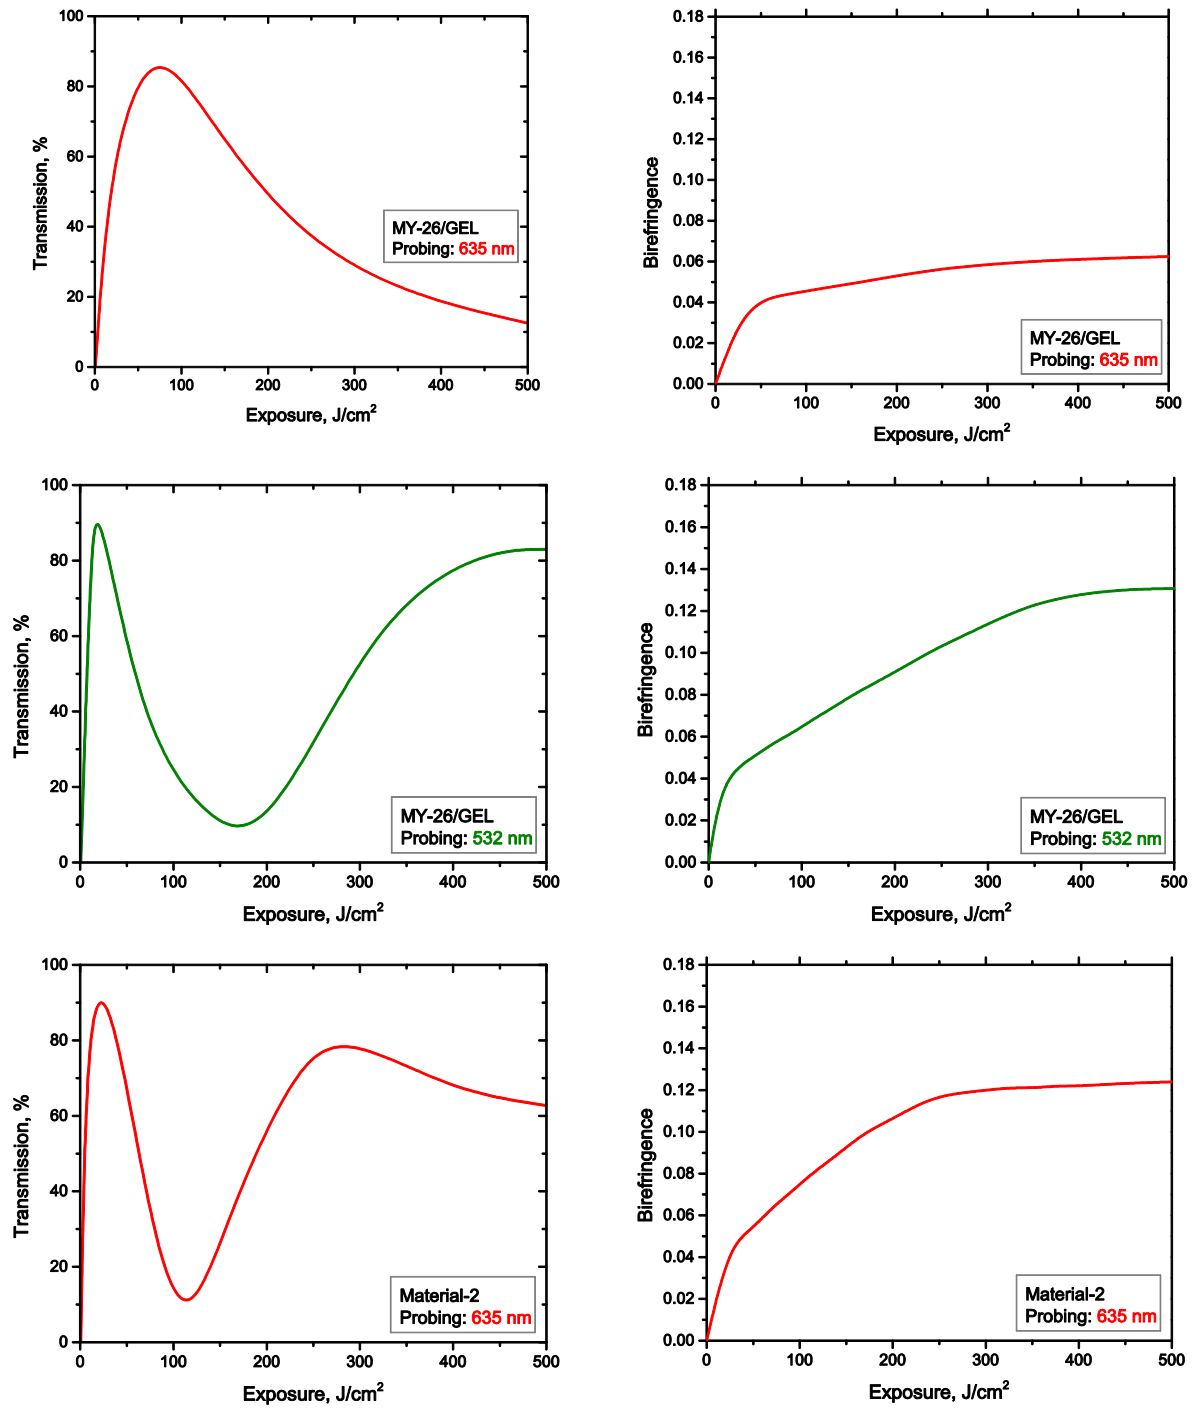 100
80
60
40
20
0
0 100 200 300 400 500
Transmission, %
Exposure, J/cm²
MY-26/GEL
Probing: 635 nm
0.18
0.16
0.14
0.12
0.10
0.08
0.06
0.04
0.02
0.00
0 100 200 300 400 500
Birefringence
Exposure, J/cm²
MY-26/GEL
Probing: 635 nm
100
80
60
40
20
0
0 100 200 300 400 500
Transmission, %
Exposure, J/cm²
MY-26/GEL
Probing: 532 nm
0.18
0.16
0.14
0.12
0.10
0.08
0.06
0.04
0.02
0.00
0 100 200 300 400 500
Birefringence
Exposure, J/cm²
MY-26/GEL
Probing: 532 nm
100
80
60
40
20
0
0 100 200 300 400 500
Transmission, %
Exposure, J/cm²
Material-2
Probing: 635 nm
0.18
0.16
0.14
0.12
0.10
0.08
0.06
0.04
0.02
0.00
0 100 200 300 400 500
Birefringence
Exposure, J/cm²
Material-2
Probing: 635 nm